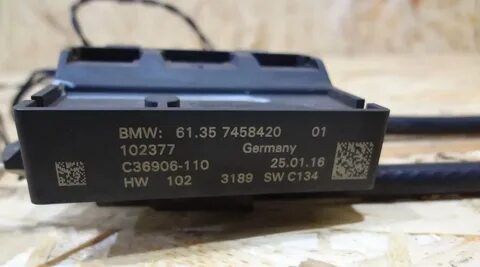 BMW: 61.35 7458420 01
102377 Germany
C36906-110 25.01.16
HW 102 3189 SW C134